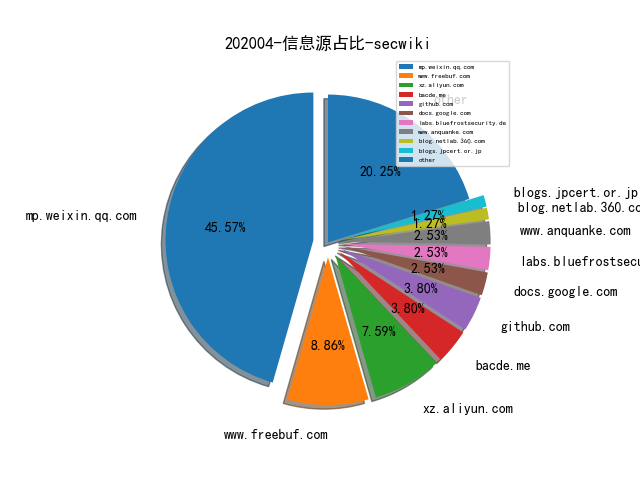 202004-信息源占比-secwiki
mp.weixin.qq.com
www.freebuf.com
xz.aliyun.com
bacde.me
github.com
docs.google.com
labs.bluefrostsecurity.de
www.anquanke.com
blog.netlab.360.com
blogs.jpcert.or.jp
other
other
20.25%
blogs.jpcert.or.jp
1.27%
blog.netlab.360.co
1.27%
www.anquanke.com
2.53%
mp.weixin.qq.com
45.57%
labs.bluefrostsecu
2.53%
docs.google.com
2.53%
github.com
3.80%
bacde.me
3.80%
xz.aliyun.com
7.59%
www.freebuf.com
8.86%